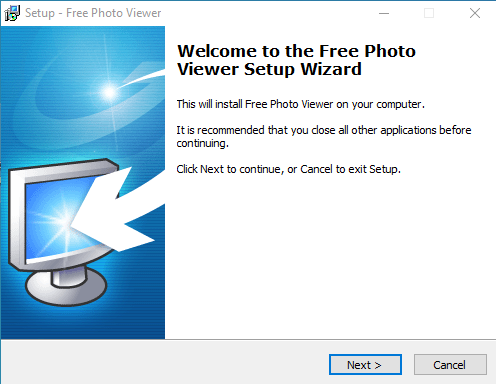 Setup - Free Photo Viewer
Welcome to the Free Photo
Viewer Setup Wizard
This will install Free Photo Viewer on your computer.
It is recommended that you close all other applications before
continuing.
Click Next to continue, or Cancel to exit Setup.
Next >
Cancel